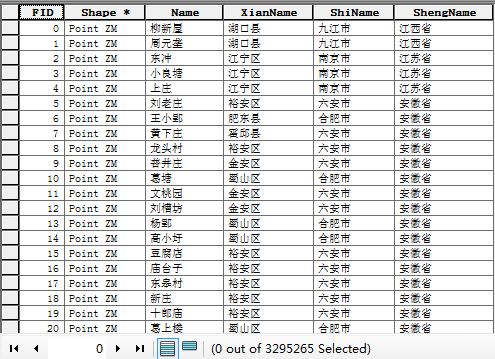 FID Shape * Name XianName ShiName ShengName
0 Point ZM 柳新屋 湖口县 九江市 江西省
1 Point ZM 周元垄 湖口县 九江市 江西省
2 Point ZM 东冲 江宁区 南京市 江苏省
3 Point ZM 小良塘 江宁区 南京市 江苏省
4 Point ZM 上庄 江宁区 南京市 江苏省
5 Point ZM 刘老庄 裕安区 六安市 安徽省
6 Point ZM 王小郢 肥东县 合肥市 安徽省
7 Point ZM 黄下庄 霍邱县 六安市 安徽省
8 Point ZM 龙头村 裕安区 六安市 安徽省
9 Point ZM 沓井庄 金安区 六安市 安徽省
10 Point ZM 葛塘 蜀山区 合肥市 安徽省
11 Point ZM 文桃园 金安区 六安市 安徽省
12 Point ZM 刘槽坊 金安区 六安市 安徽省
13 Point ZM 杨郢 蜀山区 合肥市 安徽省
14 Point ZM 高小圩 蜀山区 合肥市 安徽省
15 Point ZM 豆腐店 裕安区 六安市 安徽省
16 Point ZM 庙台子 裕安区 六安市 安徽省
17 Point ZM 东皋村 裕安区 六安市 安徽省
18 Point ZM 新庄 裕安区 六安市 安徽省
19 Point ZM 十郎庙 裕安区 六安市 安徽省
20 Point ZM 葛上楼 蜀山区 合肥市 安徽省
0 (0 out of 3295265 Selected)